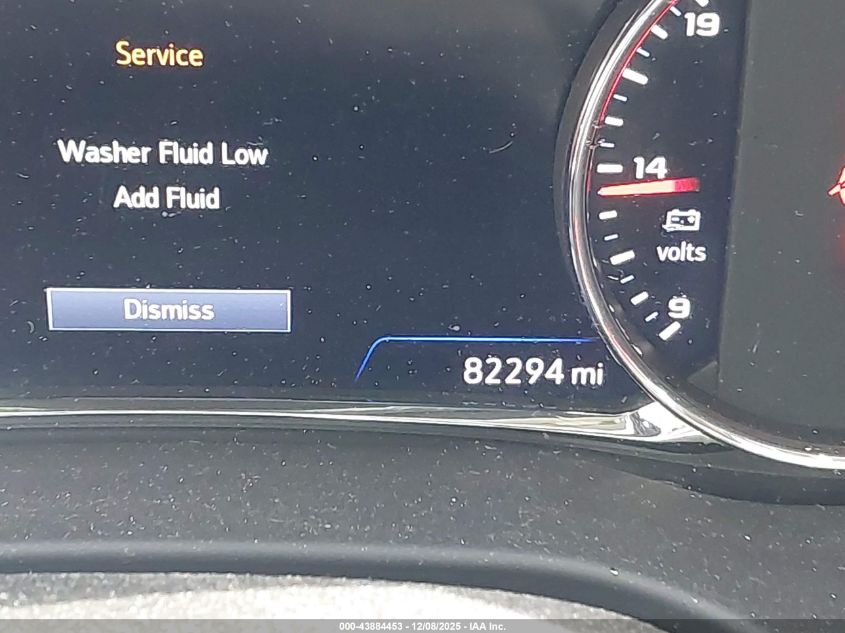 Service
Washer Fluid Low
Add Fluid
Dismiss
82294 mi
19
14
volts
9
000-43884453 - 12/08/2025 - IAA Inc.